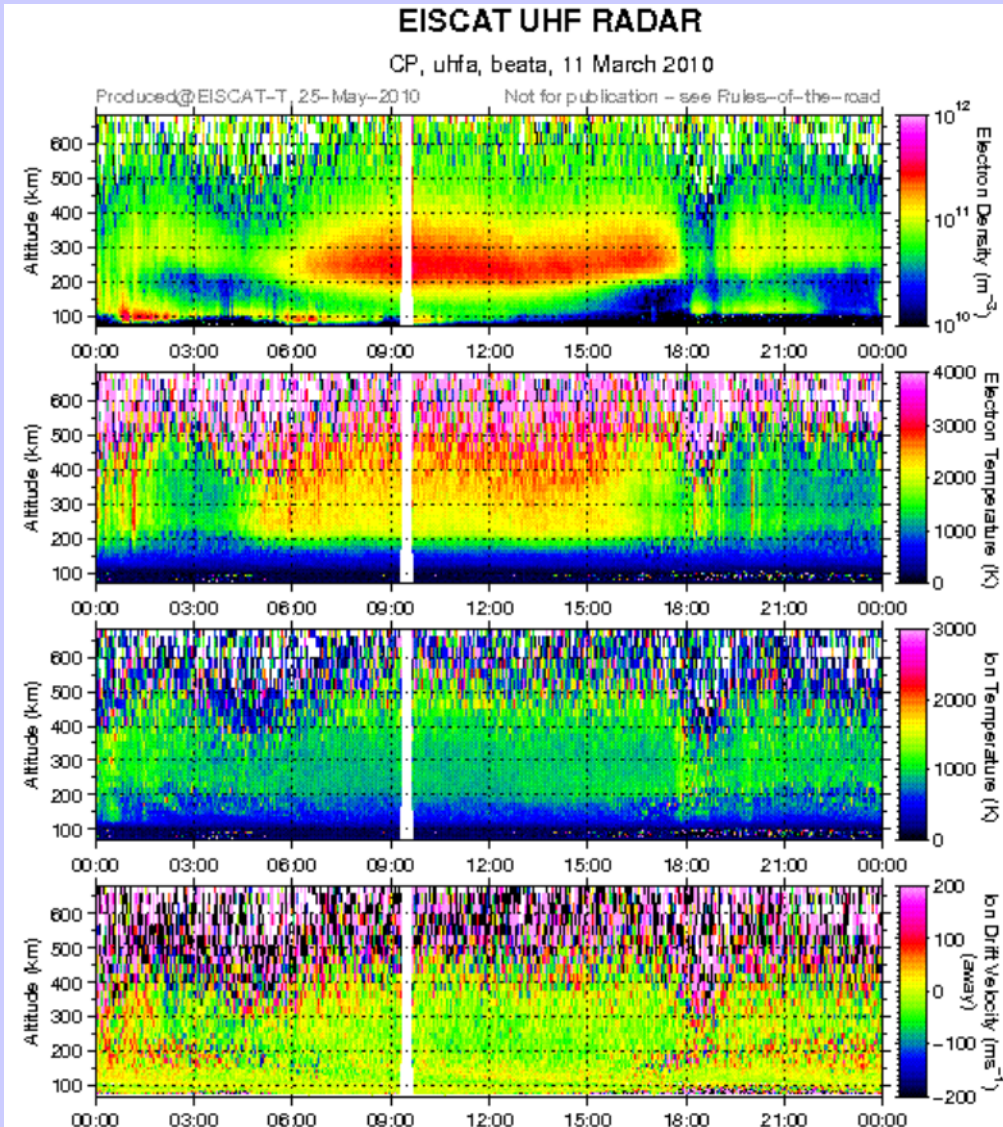 EISCAT UHF RADAR
CP, uhfa, beata, 11 March 2010
Produced@EISCAT-T, 25-May-2010 Not for publication - see Rules-of-the-road
Altitude (km)
600
500
400
300
200
100
00:00 03:00 06:00 09:00 12:00 15:00 18:00 21:00 00:00
10^12
10^11
10^10
Electron Density (m^-3)
Altitude (km)
600
500
400
300
200
100
00:00 03:00 06:00 09:00 12:00 15:00 18:00 21:00 00:00
4000
3000
2000
1000
0
Electron Temperature (K)
Altitude (km)
600
500
400
300
200
100
00:00 03:00 06:00 09:00 12:00 15:00 18:00 21:00 00:00
3000
2000
1000
0
Ion Temperature (K)
Altitude (km)
600
500
400
300
200
100
00:00 03:00 06:00 09:00 12:00 15:00 18:00 21:00 00:00
200
100
0
-100
-200
Ion Drift Velocity (ms^-1)
(away)